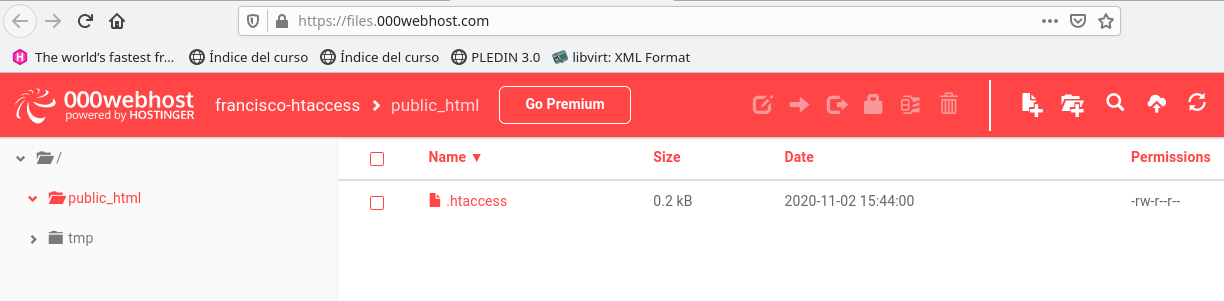 https://files.000webhost.com
The world's fastest fr... Índice del curso Índice del curso PLEDIN 3.0 libvirt: XML Format
000webhost
powered by HOSTINGER
francisco-htaccess > public_html Go Premium
/
public_html
tmp
Name ▼ Size Date Permissions
.htaccess 0.2 kB 2020-11-02 15:44:00 -rw-r--r--